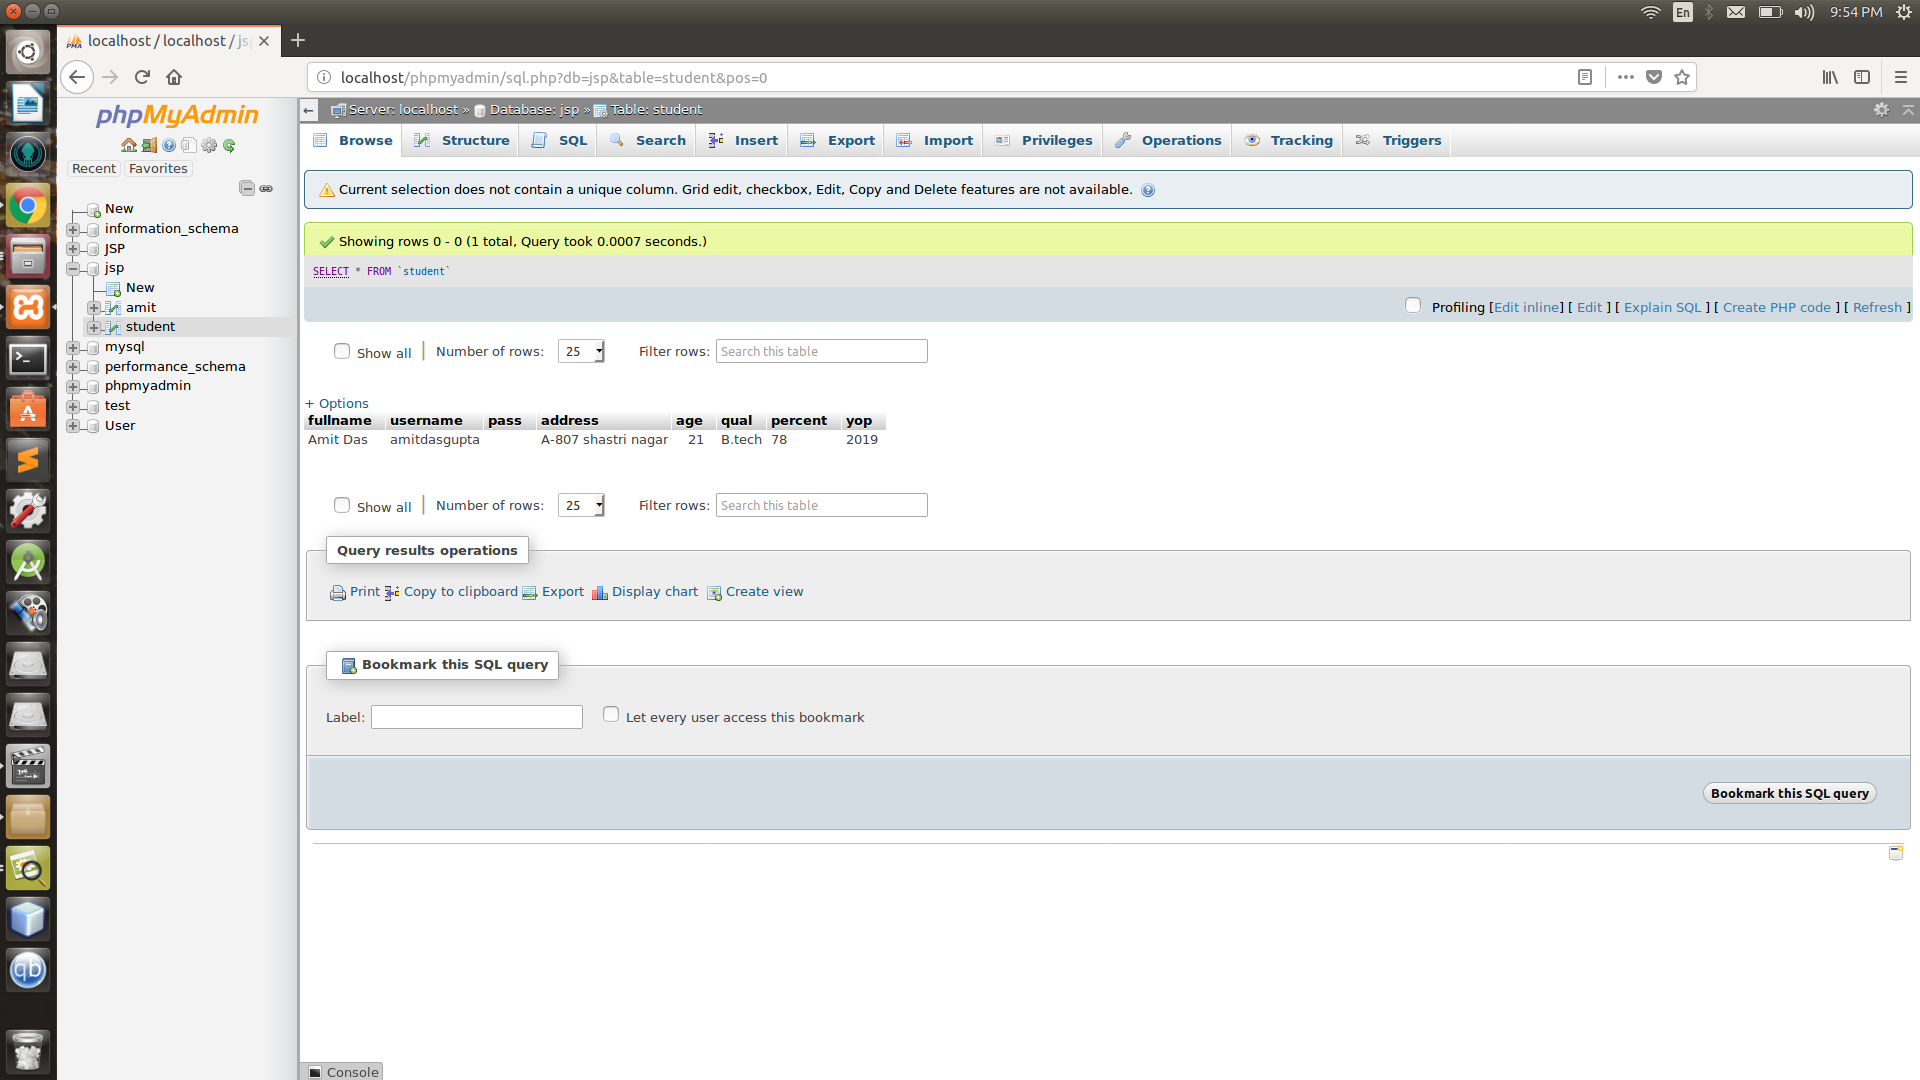 En 9:54 PM
localhost / localhost / js
localhost/phpmyadmin/sql.php?db=jsp&table=student&pos=0
phpMyAdmin
Recent Favorites
New
information_schema
JSP
jsp
New
amit
student
mysql
performance_schema
phpmyadmin
test
User
Server: localhost » Database: jsp » Table: student
Browse Structure SQL Search Insert Export Import Privileges Operations Tracking Triggers
Current selection does not contain a unique column. Grid edit, checkbox, Edit, Copy and Delete features are not available.
Showing rows 0 - 0 (1 total, Query took 0.0007 seconds.)
SELECT * FROM `student`
Profiling [Edit inline] [ Edit ] [ Explain SQL ] [ Create PHP code ] [ Refresh ]
Show all | Number of rows: 25 Filter rows: Search this table
+ Options
fullname username pass address age qual percent yop
Amit Das amitdasgupta A-807 shastri nagar 21 B.tech 78 2019
Show all | Number of rows: 25 Filter rows: Search this table
Query results operations
Print Copy to clipboard Export Display chart Create view
Bookmark this SQL query
Label: Let every user access this bookmark
Bookmark this SQL query
Console
qb